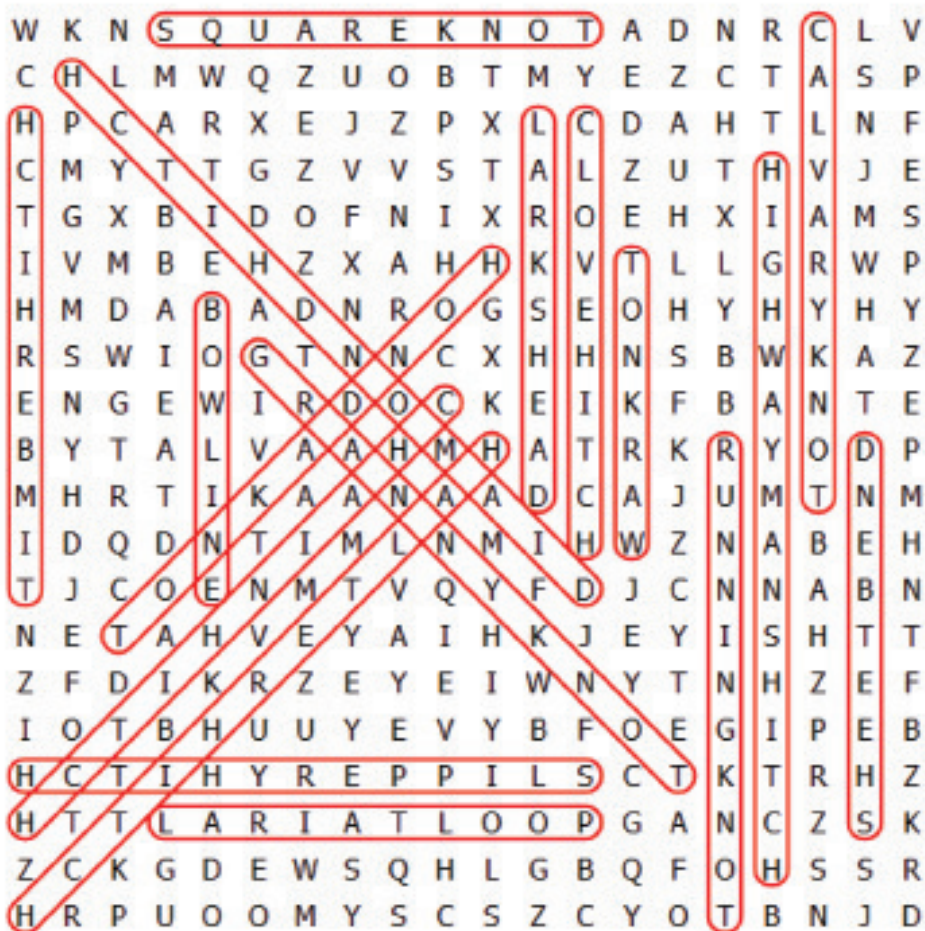 W K N S Q U A R E K N O T A D N R C L V
C H L M W Q Z U O B T M Y E Z C T A S P
H P C A R X E J Z P X L C D A H T L N F
C M Y T T G Z V V S T A L Z U T H V J E
T G X B I D O F N I X R O E H X I A M S
I V M B E H Z X A H H K V T L L G R W P
H M D A B A D N R O G S E O H Y H Y H Y
R S W I O G T N N C X H H N S B W K A Z
E N G E W I R D O C K E I K F B A N T E
B Y T A L V A A H M H A T R K R Y O D P
M H R T I K A A N A A D C A J U M T N M
I D Q D N T I M L N M I H W Z N A B E H
T J C O E N M T V Q Y F D J C N N A B N
N E T A H V E Y A I H K J E Y I S H T T
Z F D I K R Z E Y E I W N Y T N H Z E F
I O T B H U U Y E V Y B F O E G I P E B
H C T I H Y R E P P I L S C T K T R H Z
H T T L A R I A T L O O P G A N C Z S K
Z C K G D E W S Q H L G B Q F O H S S R
H R P U O O M Y S C S Z C Y O T B N J D